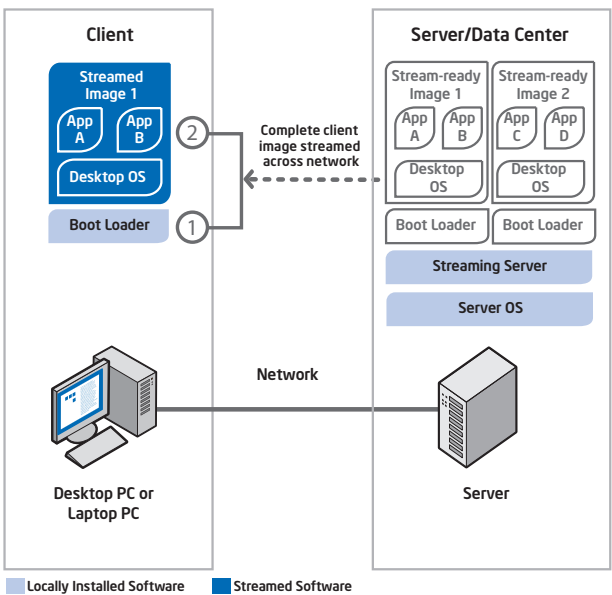 Client
Streamed
Image 1
App
A
App
B
Desktop OS
2
Boot Loader
1
Complete client
image streamed
across network
Server/Data Center
Stream-ready
Image 1
App
A
App
B
Desktop
OS
Boot Loader
Stream-ready
Image 2
App
C
App
D
Desktop
OS
Boot Loader
Streaming Server
Server OS
Network
Desktop PC or
Laptop PC
Server
Locally Installed Software
Streamed Software